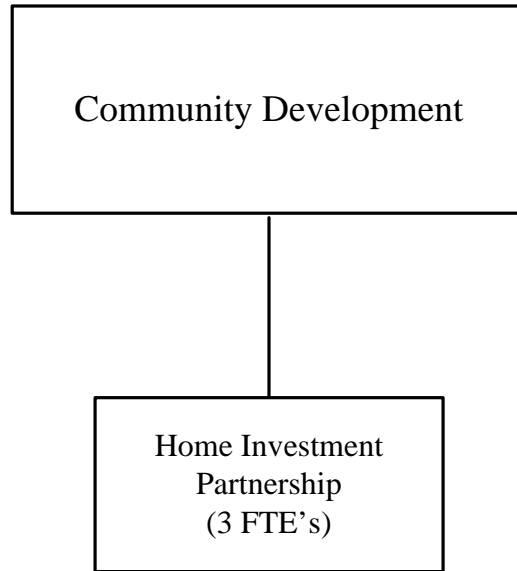 Community Development
Home Investment
Partnership
(3 FTE’s)